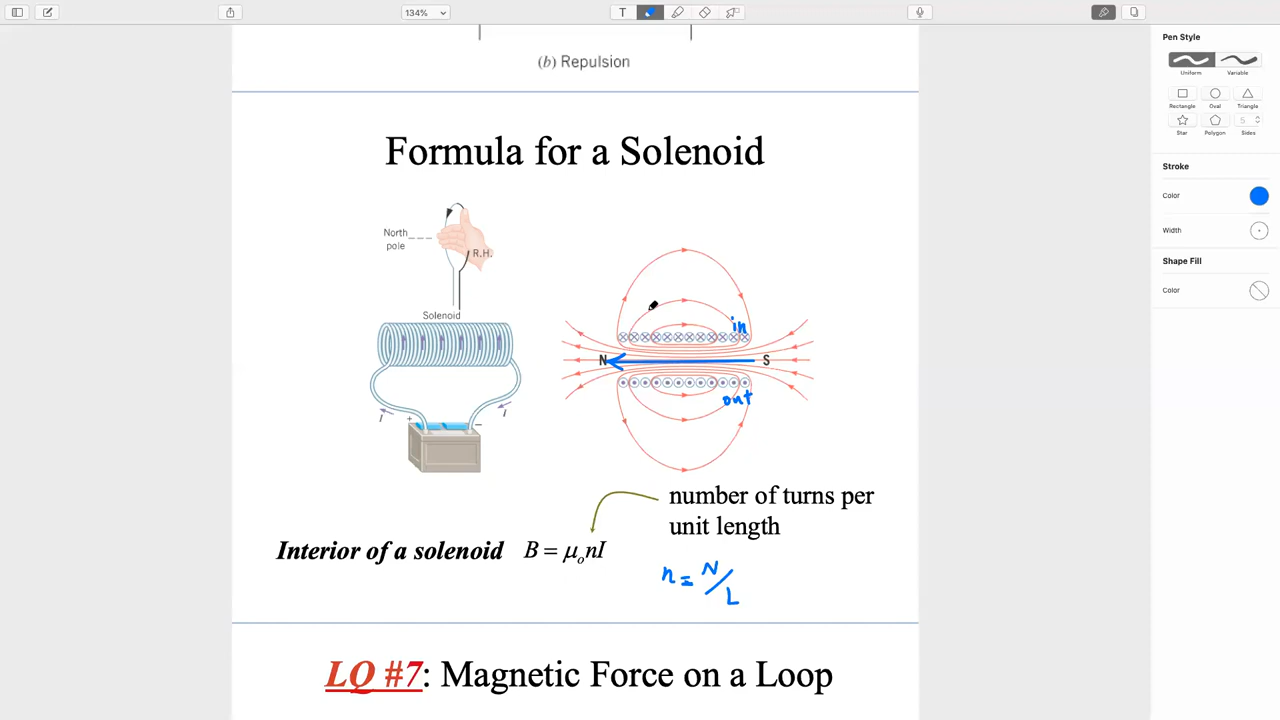 134%
T
(b) Repulsion
Formula for a Solenoid
North
pole
R.H.
Solenoid
I
+
−
I
in
N
S
out
number of turns per
unit length
Interior of a solenoid B = μₒnI
n = N/L
LQ #7: Magnetic Force on a Loop
Pen Style
Uniform Variable
Rectangle Oval Triangle
Star Polygon 5 Sides
Stroke
Color
Width
Shape Fill
Color